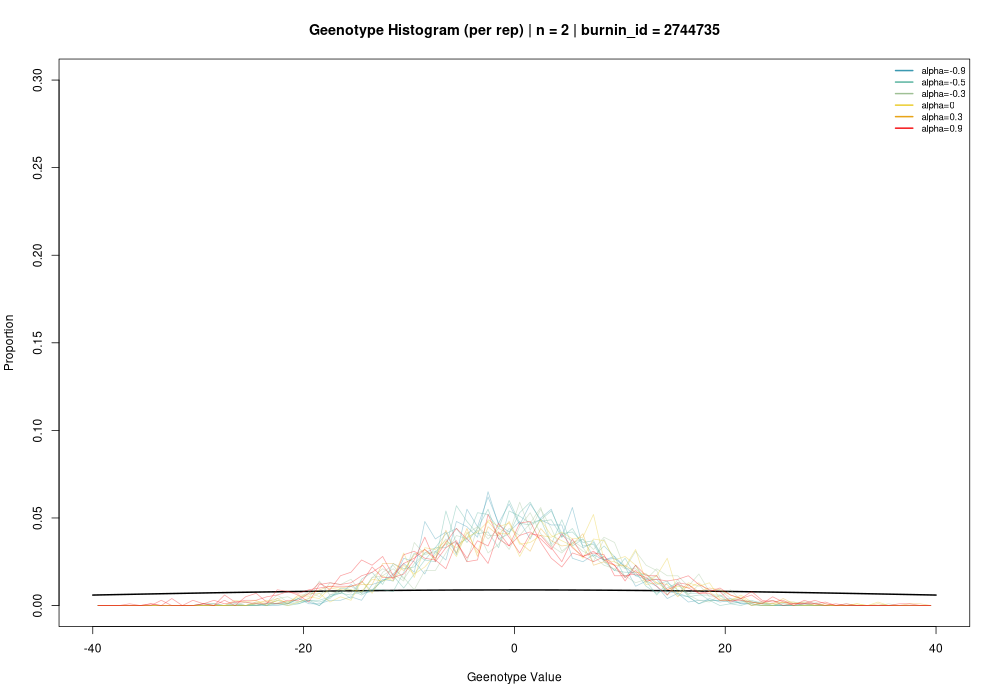 Geenotype Histogram (per rep) | n = 2 | burnin_id = 2744735
alpha=-0.9
alpha=-0.5
alpha=-0.3
alpha=0
alpha=0.3
alpha=0.9
Proportion
0.30
0.25
0.20
0.15
0.10
0.05
0.00
-40 -20 0 20 40
Geenotype Value